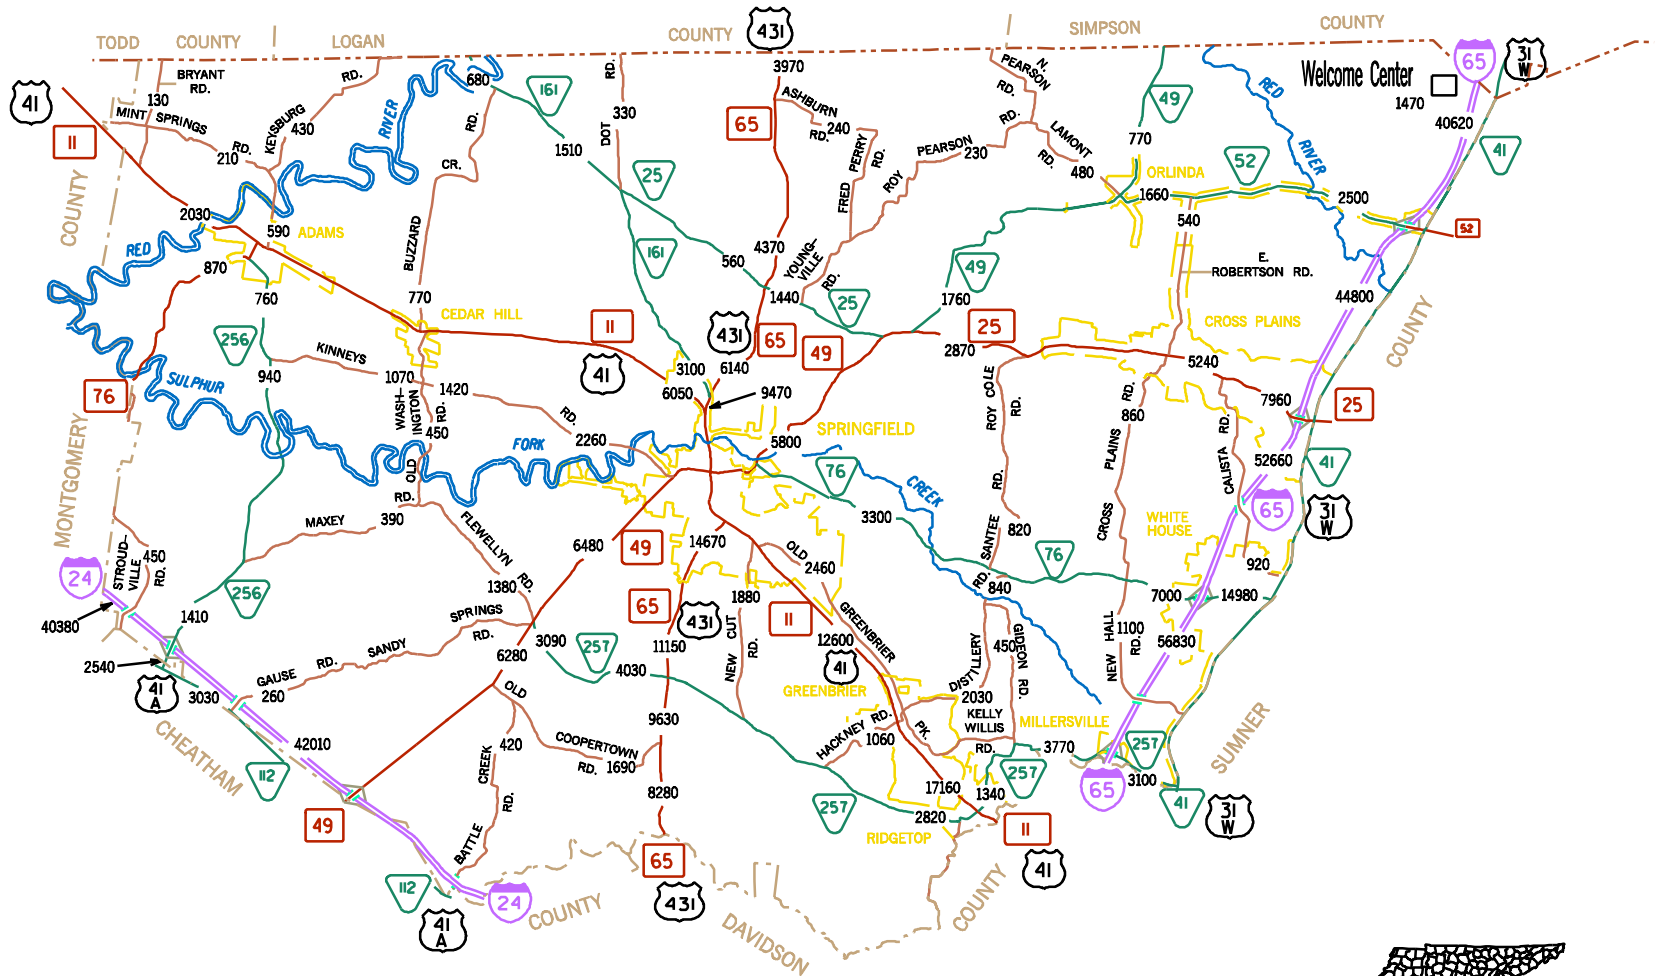 TODD
COUNTY
LOGAN
COUNTY
431
SIMPSON
COUNTY
65
31
W
Welcome Center
1470
41
BRYANT
RD.
130
MINT SPRINGS
RD.
210
KEYSBURG
RD.
430
RIVER
680
161
RD.
DOT
330
3970
ASHBURN
RD.
240
65
N.
PEARSON
RD.
49
RED
RIVER
40620
41
11
1510
25
FRED PERRY
RD.
ROY
PEARSON
RD.
230
LAMONT
RD.
480
770
ORLINDA
52
1660
2500
52
COUNTY
2030
590
ADAMS
RED
870
760
BUZZARD
CR.
RD.
770
CEDAR HILL
161
560
4370
YOUNG-
VILLE
RD.
1440
25
49
1760
540
E.
ROBERTSON RD.
44800
COUNTY
256
KINNEYS
RD.
940
11
41
431
65
49
25
2870
CROSS PLAINS
5240
76
SULPHUR
1070
1420
WASH-
INGTON
RD.
450
OLD
3100
6140
6050
9470
2260
FORK
5800
SPRINGFIELD
ROY COLE
RD.
860
RD.
7960
25
MONTGOMERY
MAXEY
RD.
390
FLEWELLYN
RD.
76
CREEK
3300
RD.
SANTEE
RD.
820
CROSS
PLAINS
CALISTA
RD.
52660
41
65
31
W
WHITE
HOUSE
24
STROUD-
VILLE
450
RD.
40380
256
1410
6480
49
14670
OLD
2460
GREENBRIER
PK.
76
840
920
7000
14980
1380
SPRINGS
RD.
SANDY
RD.
GAUSE
260
65
431
1880
11
12600
41
NEW CUT
RD.
11150
3090
257
4030
6280
2540
41
A
3030
DISTILLERY
450
GIDEON RD.
NEW HALL
RD.
1100
56830
GREENBRIER
2030
KELLY
WILLIS
RD.
MILLERSVILLE
CHEATHAM
42010
112
OLD
COOPERTOWN
RD.
1690
420
9630
HACKNEY RD.
1060
3770
257
3100
SUMNER
BATTLE
CREEK
RD.
8280
257
17160
1340
257
65
41
31
W
49
2820
RIDGETOP
11
41
65
431
112
41
A
24
COUNTY
DAVIDSON
COUNTY